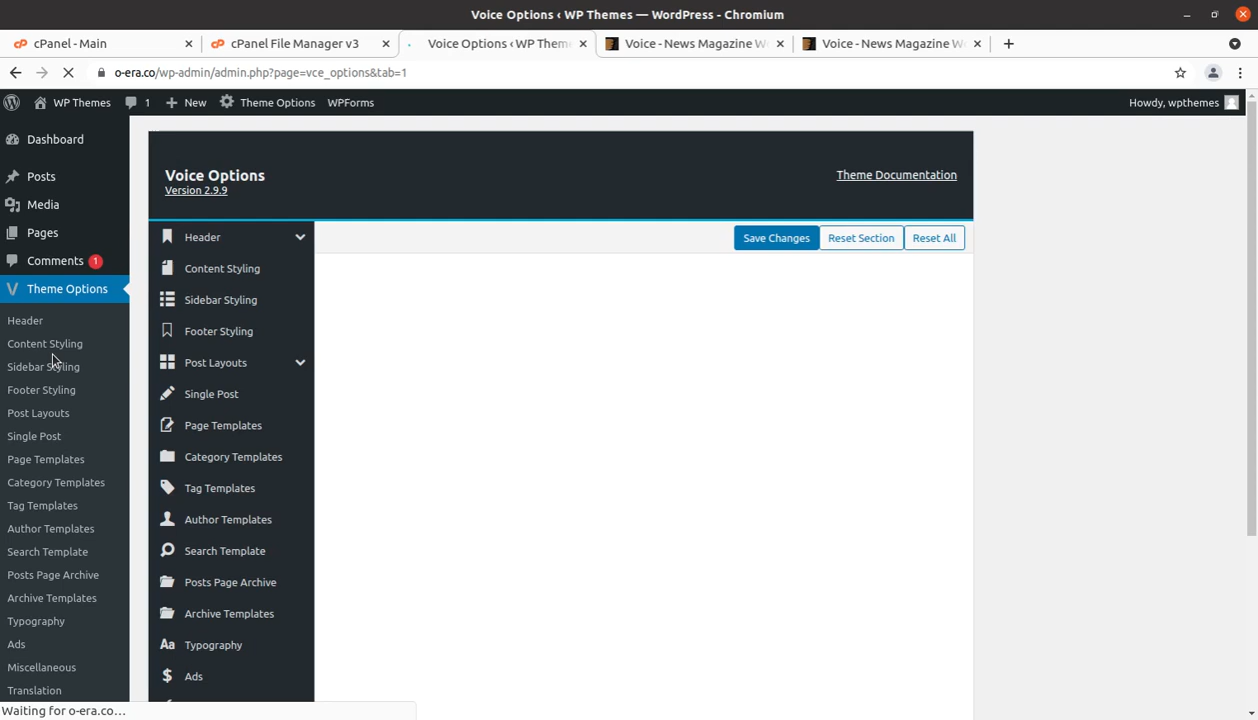 Voice Options ‹ WP Themes — WordPress - Chromium
cPanel - Main
cPanel File Manager v3
Voice Options ‹ WP Them
Voice - News Magazine W
Voice - News Magazine W
o-era.co/wp-admin/admin.php?page=vce_options&tab=1
WP Themes
1
New
Theme Options
WPForms
Howdy, wpthemes
Dashboard
Posts
Media
Pages
Comments 1
Theme Options
Header
Content Styling
Sidebar Styling
Footer Styling
Post Layouts
Single Post
Page Templates
Category Templates
Tag Templates
Author Templates
Search Template
Posts Page Archive
Archive Templates
Typography
Ads
Miscellaneous
Translation
Waiting for o-era.co…
Voice Options
Version 2.9.9
Theme Documentation
Save Changes
Reset Section
Reset All
Header
Content Styling
Sidebar Styling
Footer Styling
Post Layouts
Single Post
Page Templates
Category Templates
Tag Templates
Author Templates
Search Template
Posts Page Archive
Archive Templates
Aa Typography
$ Ads